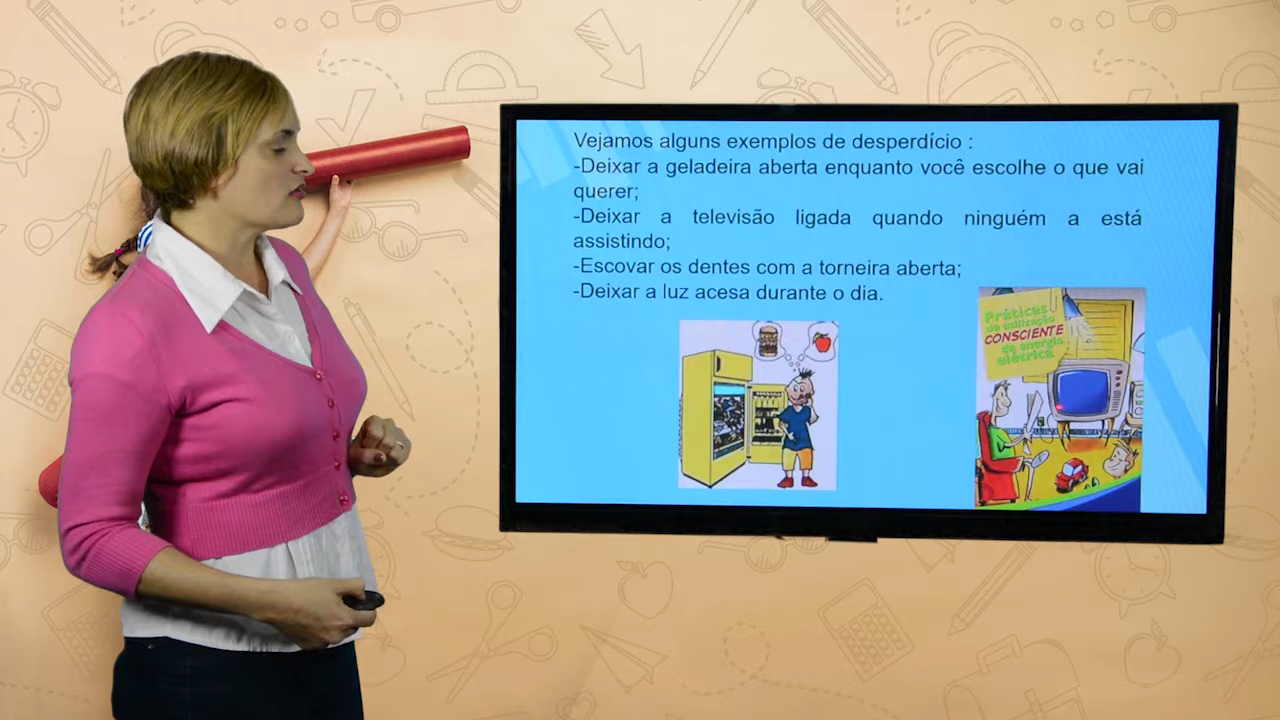 Vejamos alguns exemplos de desperdício :
-Deixar a geladeira aberta enquanto você escolhe o que vai
querer;
-Deixar a televisão ligada quando ninguém a está
assistindo;
-Escovar os dentes com a torneira aberta;
-Deixar a luz acesa durante o dia.
Práticas
de utilização
CONSCIENTE
de energia
elétrica